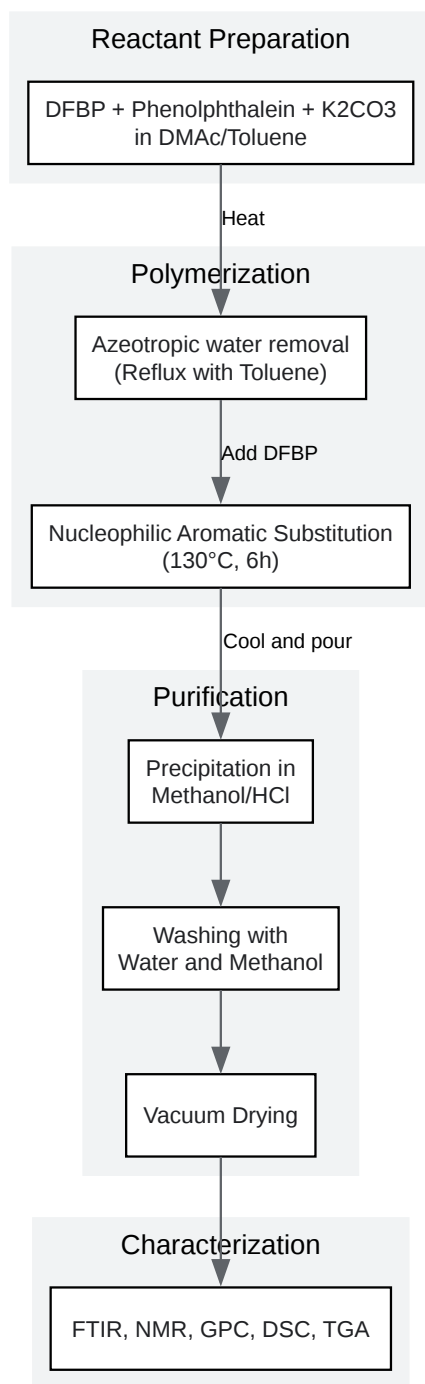 Reactant Preparation
DFBP + Phenolphthalein + K2CO3
in DMAc/Toluene
Heat
Polymerization
Azeotropic water removal
(Reflux with Toluene)
Add DFBP
Nucleophilic Aromatic Substitution
(130°C, 6h)
Cool and pour
Purification
Precipitation in
Methanol/HCl
Washing with
Water and Methanol
Vacuum Drying
Characterization
FTIR, NMR, GPC, DSC, TGA